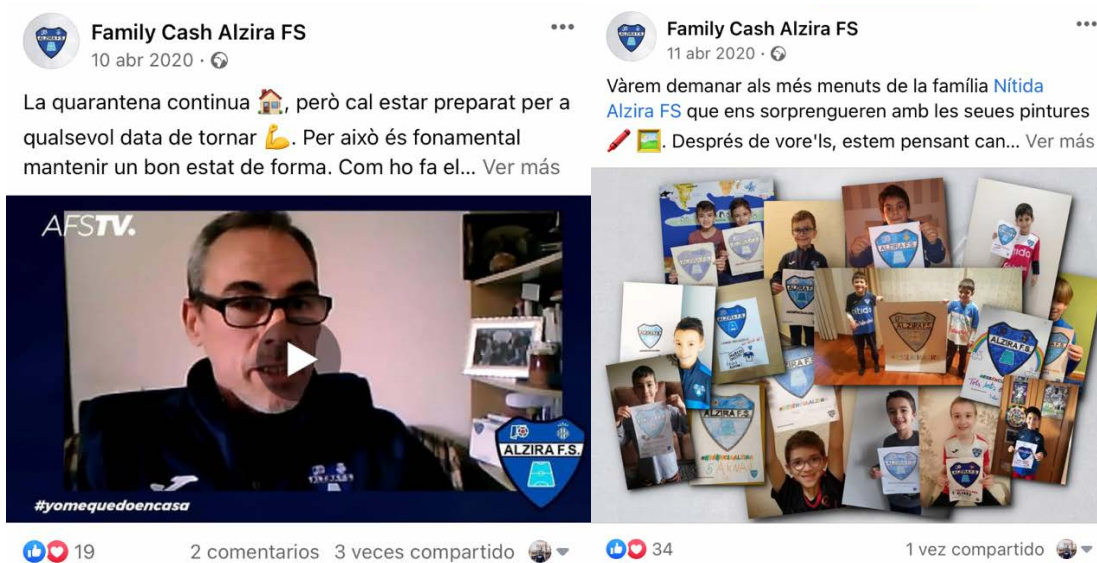 Family Cash Alzira FS
10 abr 2020 ·
La quarantena continua 🏠, però cal estar preparat per a
qualsevol data de tornar 💪. Per això és fonamental
mantenir un bon estat de forma. Com ho fa el... Ver más
AFSTV.
ALZIRA F.S.
#yomequedoencasa
19
2 comentarios 3 veces compartido
Family Cash Alzira FS
11 abr 2020 ·
Vàrem demanar als més menuts de la família Nítida
Alzira FS que ens sorprengueren amb les seues pintures
🖍️ 🖼️. Després de vore'ls, estem pensant can... Ver más
ALZIRA F.S.
ALZIRA F.S.
ALZIRA F.S.
ALZIRA F.S.
34
1 vez compartido